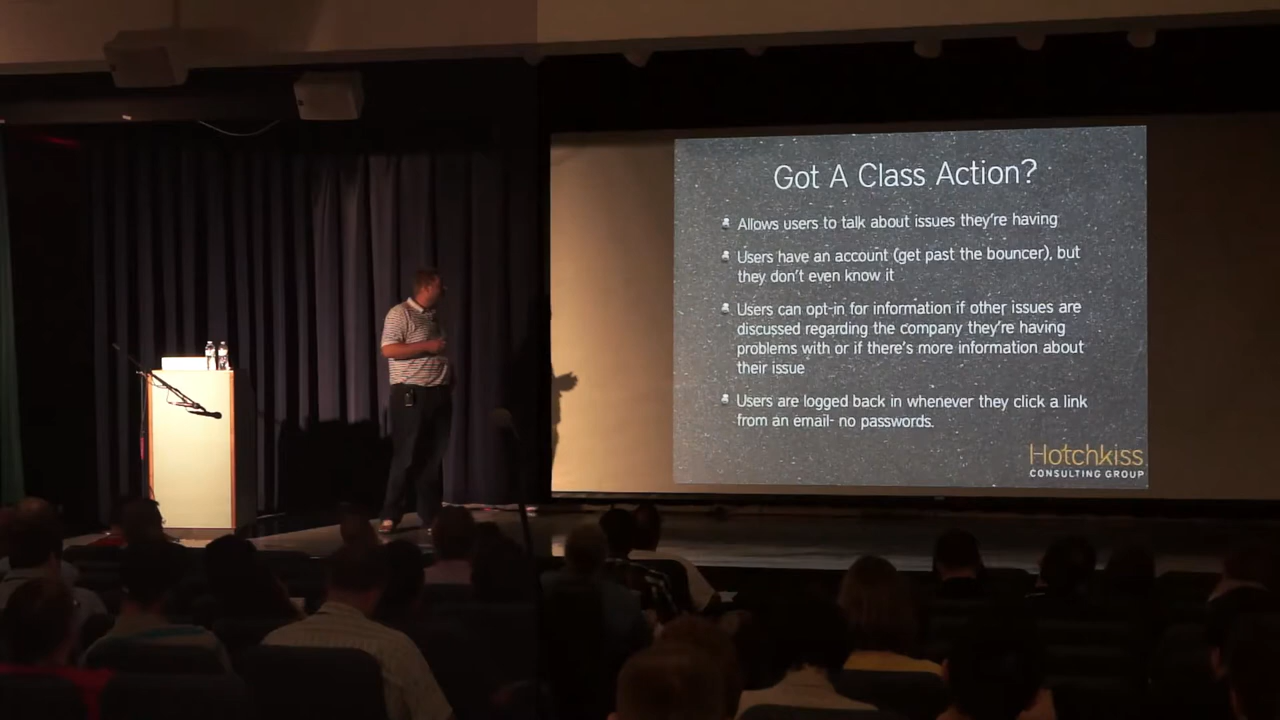 Got A Class Action?
Allows users to talk about issues they're having
Users have an account (get past the bouncer), but
they don't even know it
Users can opt-in for information if other issues are
discussed regarding the company they're having
problems with or if there's more information about
their issue
Users are logged back in whenever they click a link
from an email- no passwords.
Hotchkiss
CONSULTING GROUP